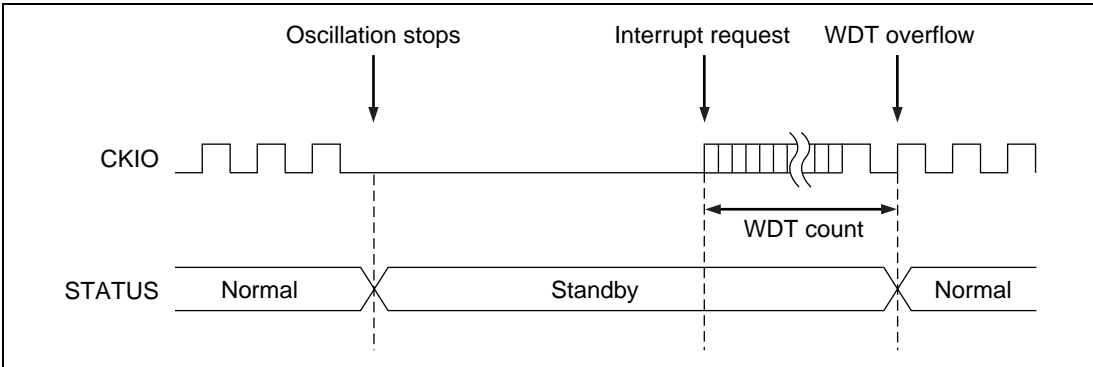 Oscillation stops Interrupt request WDT overflow
CKIO
WDT count
STATUS Normal Standby Normal